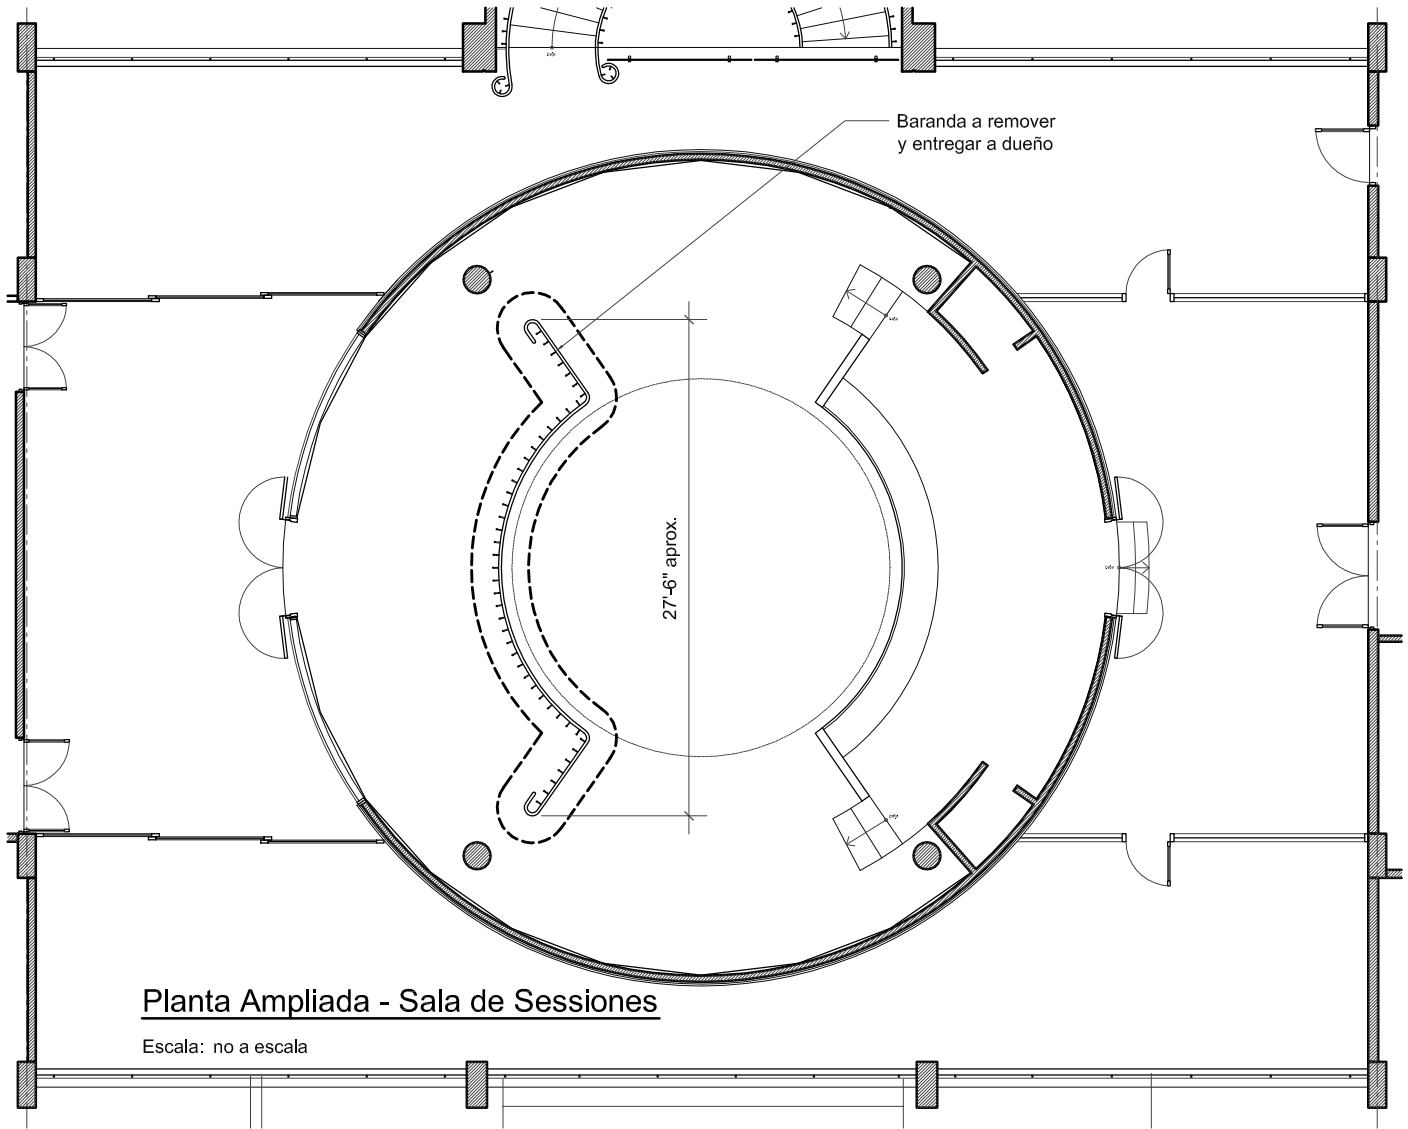 Baranda a remover
y entregar a dueño
27'-6" aprox.
Planta Ampliada - Sala de Sessiones
Escala: no a escala